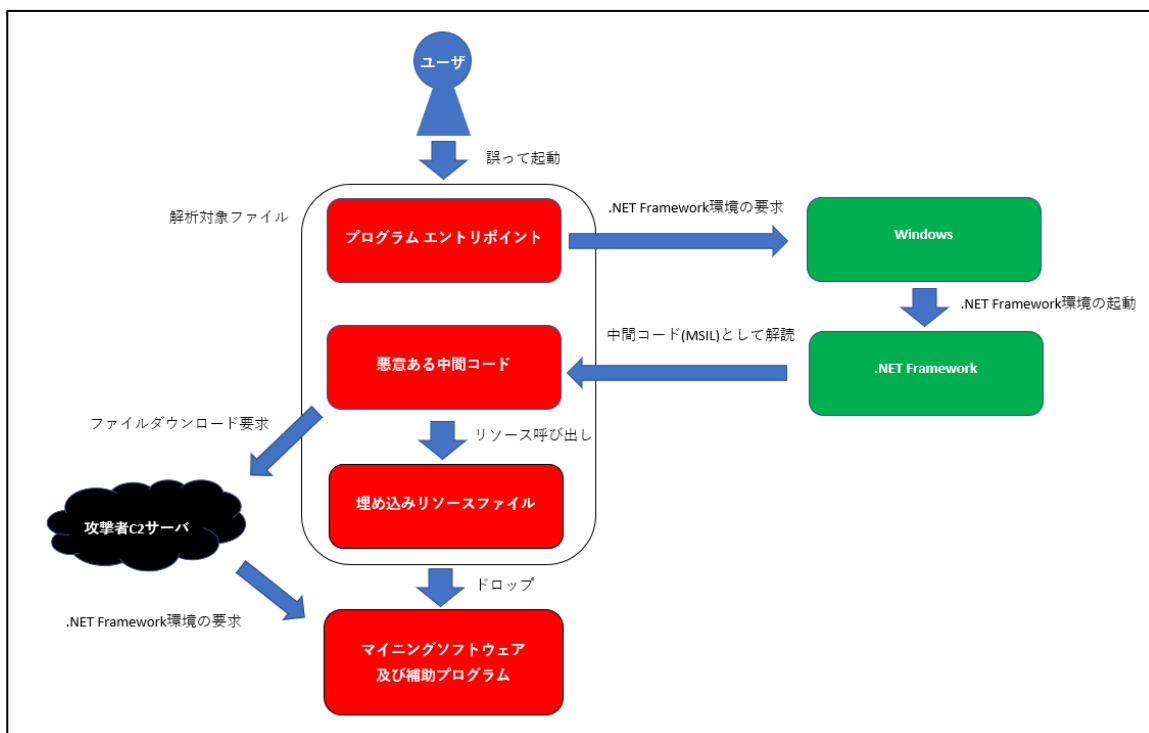 ユーザ
誤って起動
解析対象ファイル
プログラム エントリポイント
.NET Framework環境の要求
Windows
.NET Framework環境の起動
悪意ある中間コード
中間コード(MSIL)として解読
.NET Framework
ファイルダウンロード要求
リソース呼び出し
埋め込みリソースファイル
攻撃者C2サーバ
ドロップ
.NET Framework環境の要求
マイニングソフトウェア
及び補助プログラム